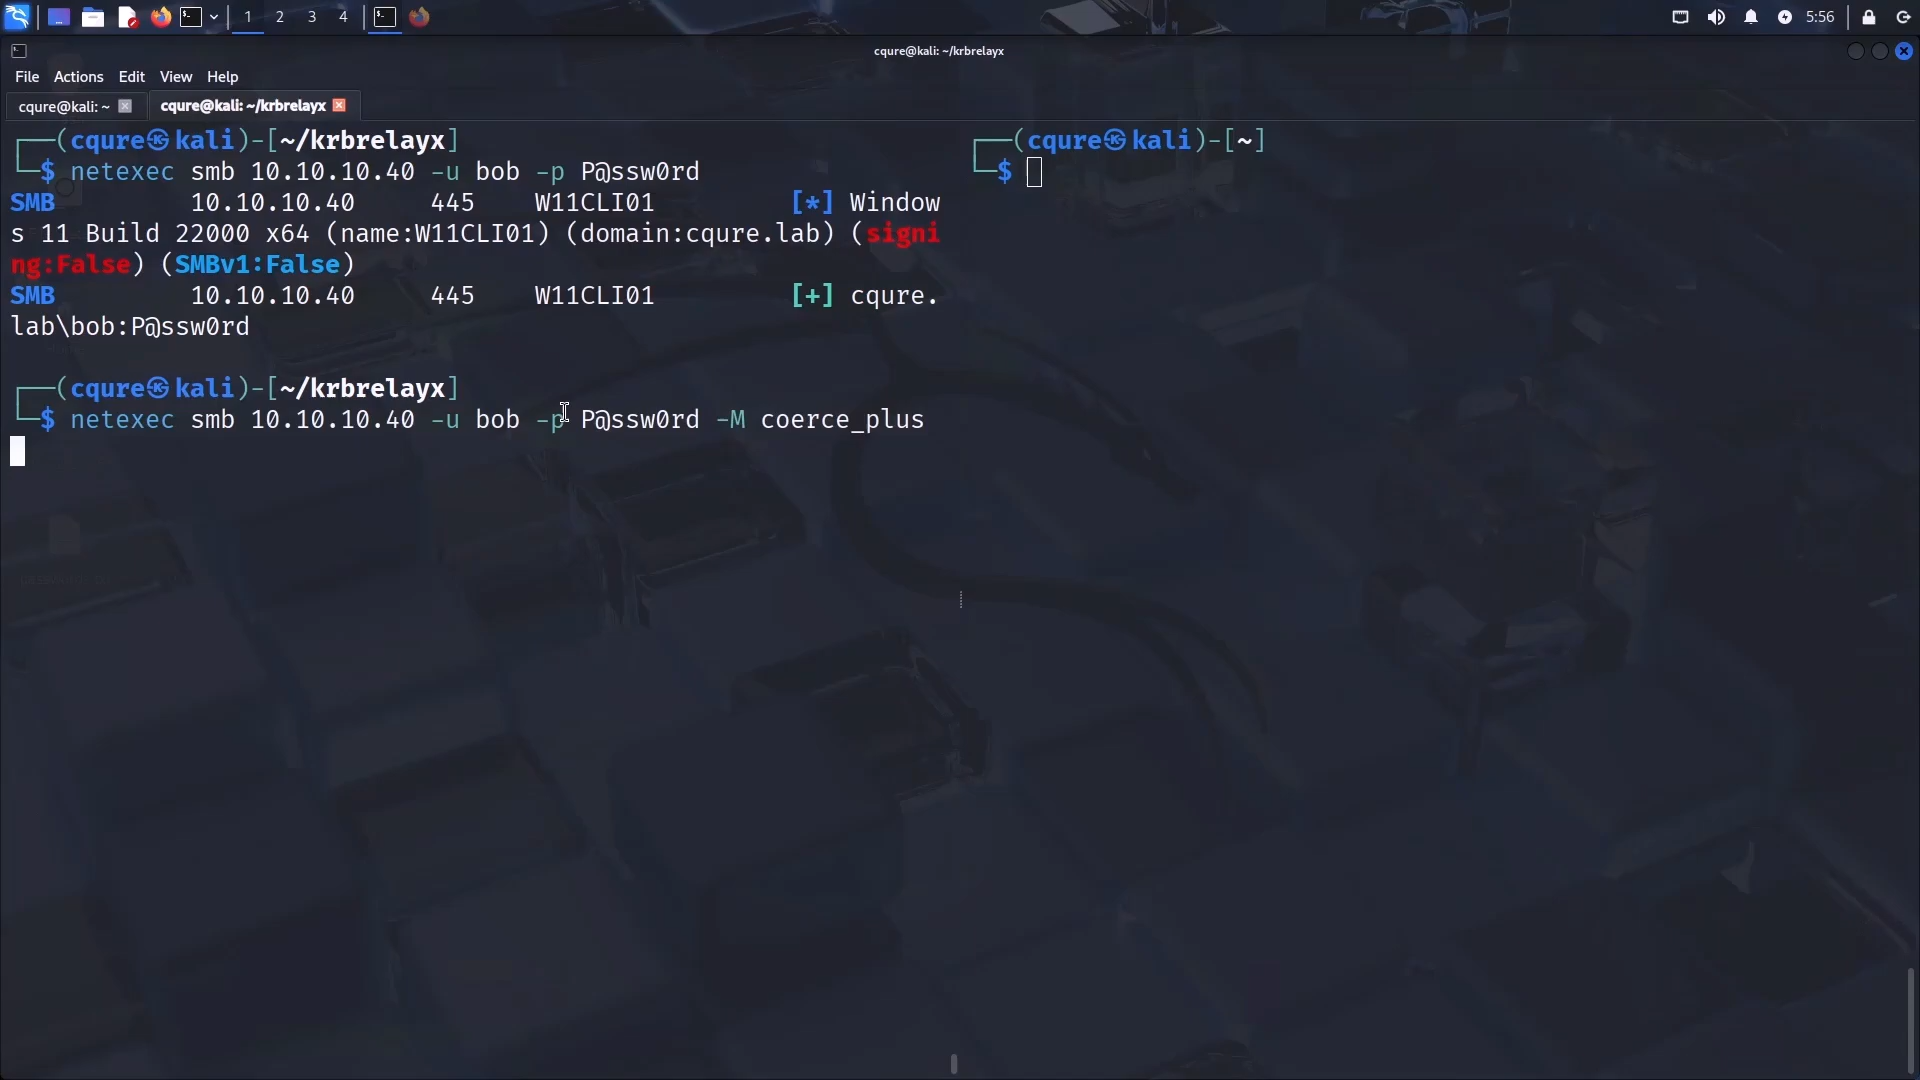 1 2 3 4 5:56
cqure@kali: ~/krbrelayx
File Actions Edit View Help
cqure@kali: ~ cqure@kali: ~/krbrelayx
┌──(cqure㉿kali)-[~/krbrelayx]
└─$ netexec smb 10.10.10.40 -u bob -p P@ssw0rd
SMB 10.10.10.40 445 W11CLI01 [*] Window
s 11 Build 22000 x64 (name:W11CLI01) (domain:cqure.lab) (signi
ng:False) (SMBv1:False)
SMB 10.10.10.40 445 W11CLI01 [+] cqure.
lab\bob:P@ssw0rd
┌──(cqure㉿kali)-[~/krbrelayx]
└─$ netexec smb 10.10.10.40 -u bob -p P@ssw0rd -M coerce_plus
┌──(cqure㉿kali)-[~]
└─$